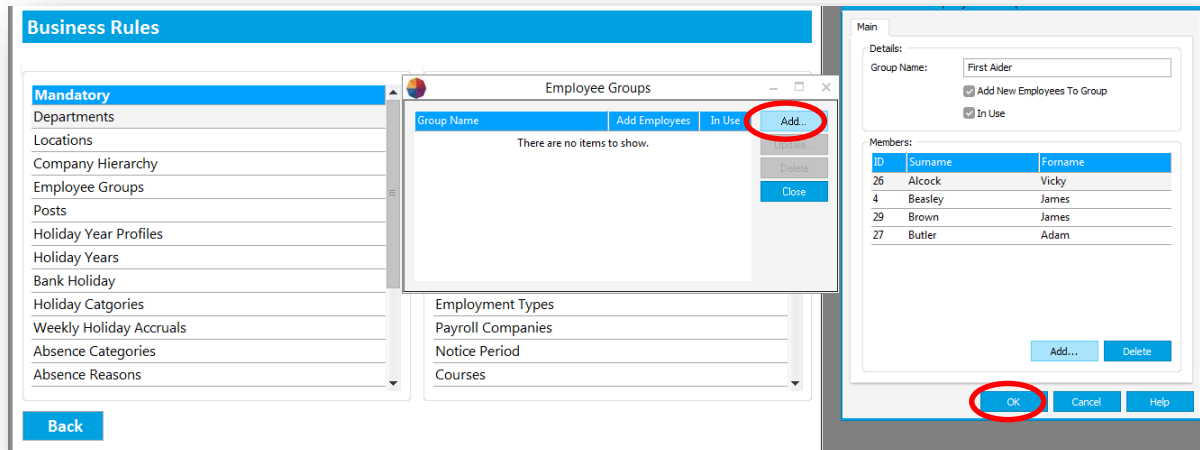 Business Rules
Mandatory
Departments
Locations
Company Hierarchy
Employee Groups
Posts
Holiday Year Profiles
Holiday Years
Bank Holiday
Holiday Catgories
Weekly Holiday Accruals
Absence Categories
Absence Reasons
Back
Employee Groups
Group Name Add Employees In Use
There are no items to show.
Add...
Update...
Delete
Close
Employment Types
Payroll Companies
Notice Period
Courses
Main
Details:
Group Name: First Aider
Add New Employees To Group
In Use
Members:
ID Surname Forname
26 Alcock Vicky
4 Beasley James
29 Brown James
27 Butler Adam
Add... Delete
OK Cancel Help